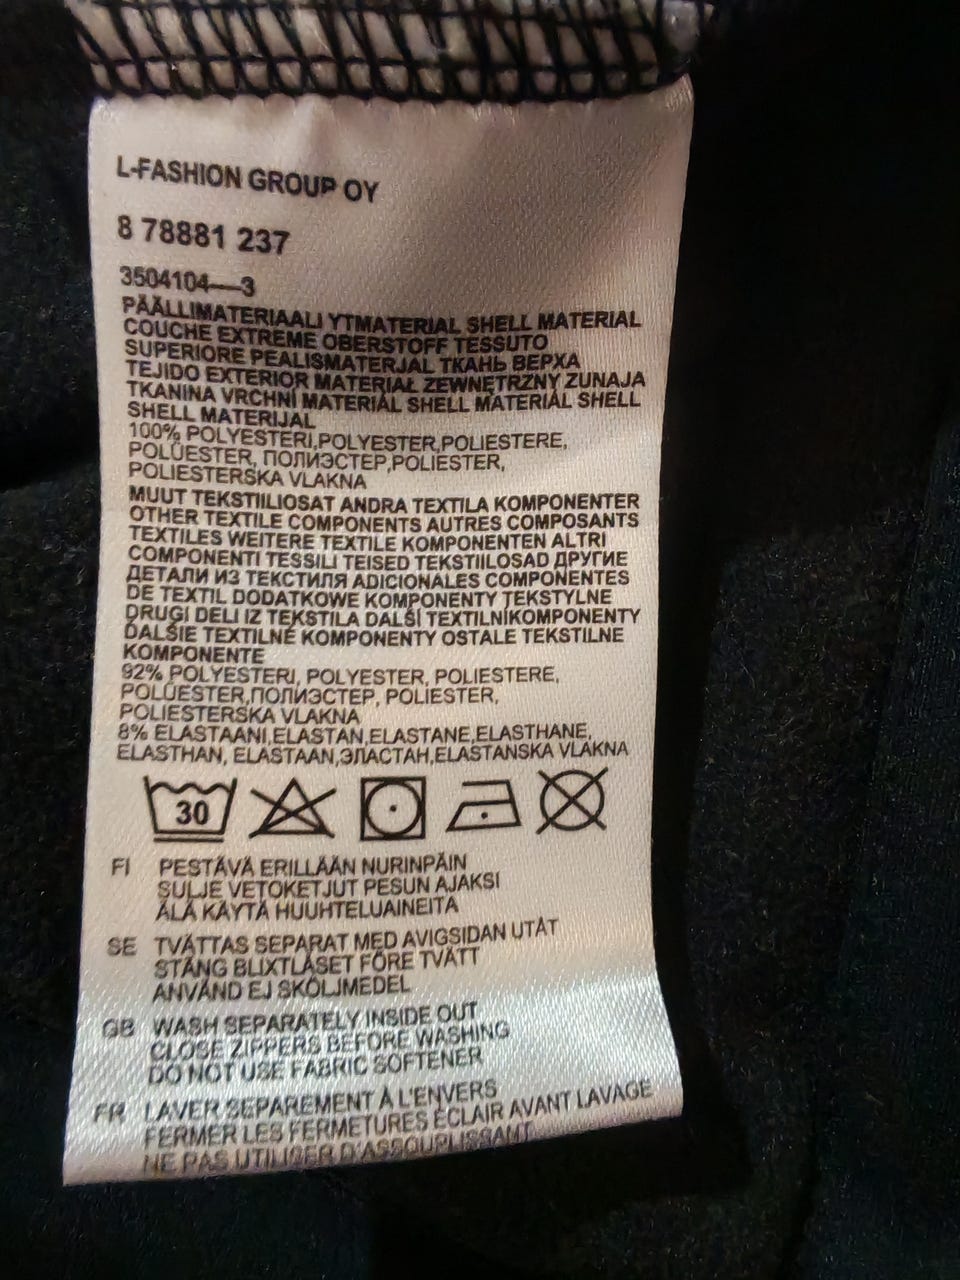 L-FASHION GROUP OY
8 78881 237
3504104—3
PÄÄLLIMATERIAALI YTMATERIAL SHELL MATERIAL
COUCHE EXTREME OBERSTOFF TESSUTO
SUPERIORE PEALISMATERJAL ТКАНЬ ВЕРХА
TEJIDO EXTERIOR MATERIAŁ ZEWNĘTRZNY ZUNAJA
TKANINA VRCHNÍ MATERIÁL SHELL MATERIÁL SHELL
SHELL MATERIJAL
100% POLYESTERI,POLYESTER,POLIESTERE,
POLÜESTER, ПОЛИЭСТЕР,POLIESTER,
POLIESTERSKA VLAKNA
MUUT TEKSTIILIOSAT ANDRA TEXTILA KOMPONENTER
OTHER TEXTILE COMPONENTS AUTRES COMPOSANTS
TEXTILES WEITERE TEXTILE KOMPONENTEN ALTRI
COMPONENTI TESSILI TEISED TEKSTIILOSAD ДРУГИЕ
ДЕТАЛИ ИЗ ТЕКСТИЛЯ ADICIONALES COMPONENTES
DE TEXTIL DODATKOWE KOMPONENTY TEKSTYLNE
DRUGI DELI IZ TEKSTILA DALŠÍ TEXTILNÍKOMPONENTY
ĎALŠIE TEXTILNÉ KOMPONENTY OSTALE TEKSTILNE
KOMPONENTE
92% POLYESTERI, POLYESTER, POLIESTERE,
POLÜESTER,ПОЛИЭСТЕР, POLIESTER,
POLIESTERSKA VLAKNA
8% ELASTAANI,ELASTAN,ELASTANE,ELASTHANE,
ELASTHAN, ELASTAAN,ЭЛАСТАН,ELASTANSKA VLAKNA
30
FI PESTÄVÄ ERILLÄÄN NURINPÄIN
SULJE VETOKETJUT PESUN AJAKSI
ÄLÄ KÄYTÄ HUUHTELUAINEITA
SE TVÄTTAS SEPARAT MED AVIGSIDAN UTÅT
STÄNG BLIXTLÅSET FÖRE TVÄTT
ANVÄND EJ SKÖLJMEDEL
GB WASH SEPARATELY INSIDE OUT
CLOSE ZIPPERS BEFORE WASHING
DO NOT USE FABRIC SOFTENER
FR LAVER SEPAREMENT À L'ENVERS
FERMER LES FERMETURES ÉCLAIR AVANT LAVAGE
NE PAS UTILISER D'ASSOUPLISSANT